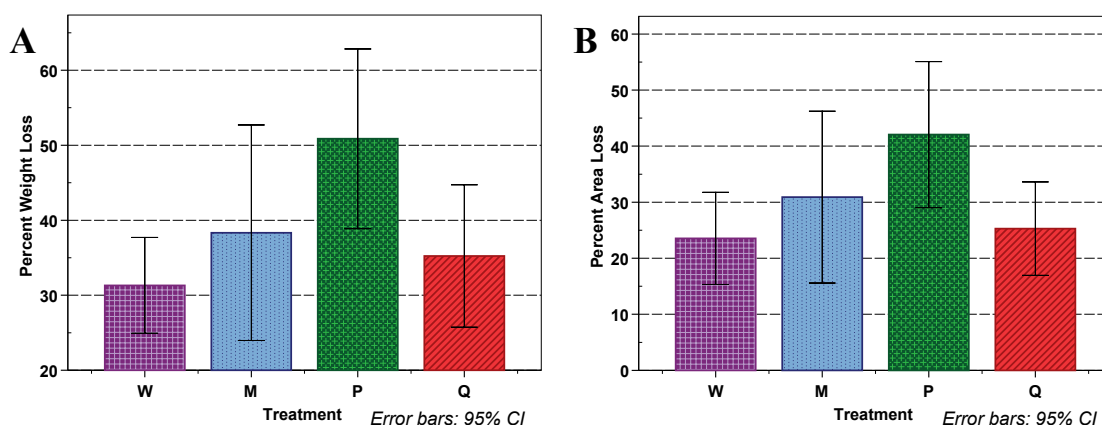 A
Percent Weight Loss
60
50
40
30
20
W M P Q
Treatment
Error bars: 95% CI
B
Percent Area Loss
60
50
40
30
20
10
0
W M P Q
Treatment
Error bars: 95% CI